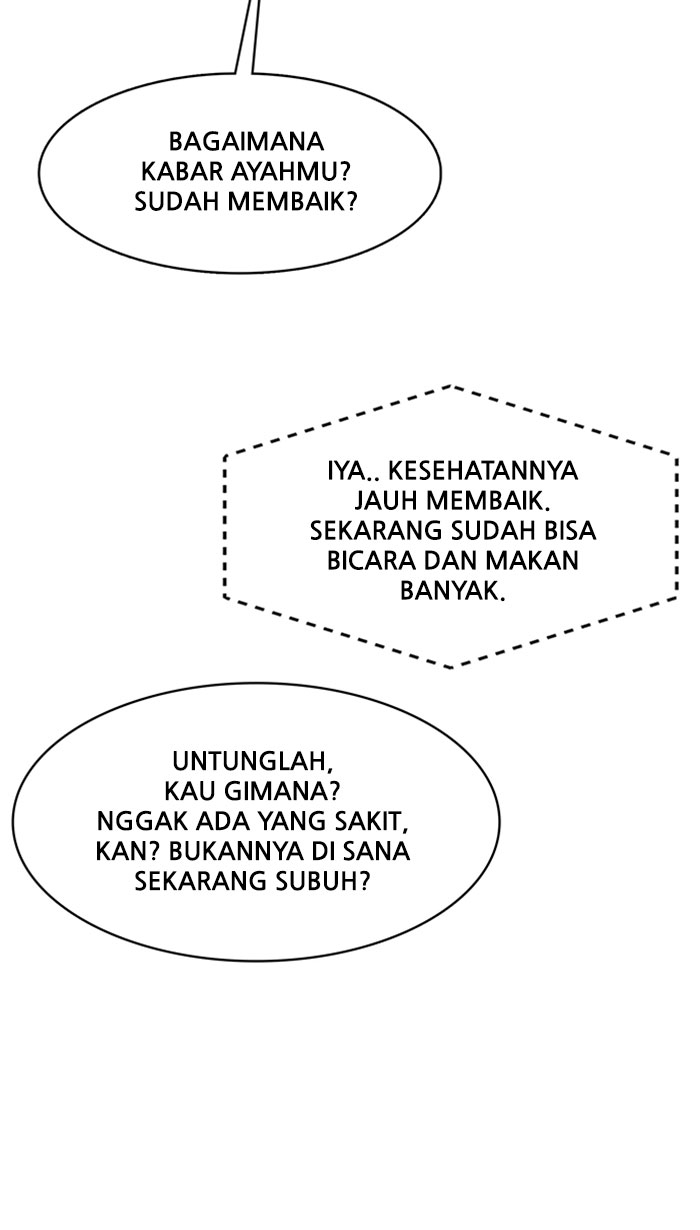 BAGAIMANA
KABAR AYAHMU?
SUDAH MEMBAIK?
IYA.. KESEHATANNYA
JAUH MEMBAIK.
SEKARANG SUDAH BISA
BICARA DAN MAKAN
BANYAK.
UNTUNGLAH,
KAU GIMANA?
NGGAK ADA YANG SAKIT,
KAN? BUKANNYA DI SANA
SEKARANG SUBUH?